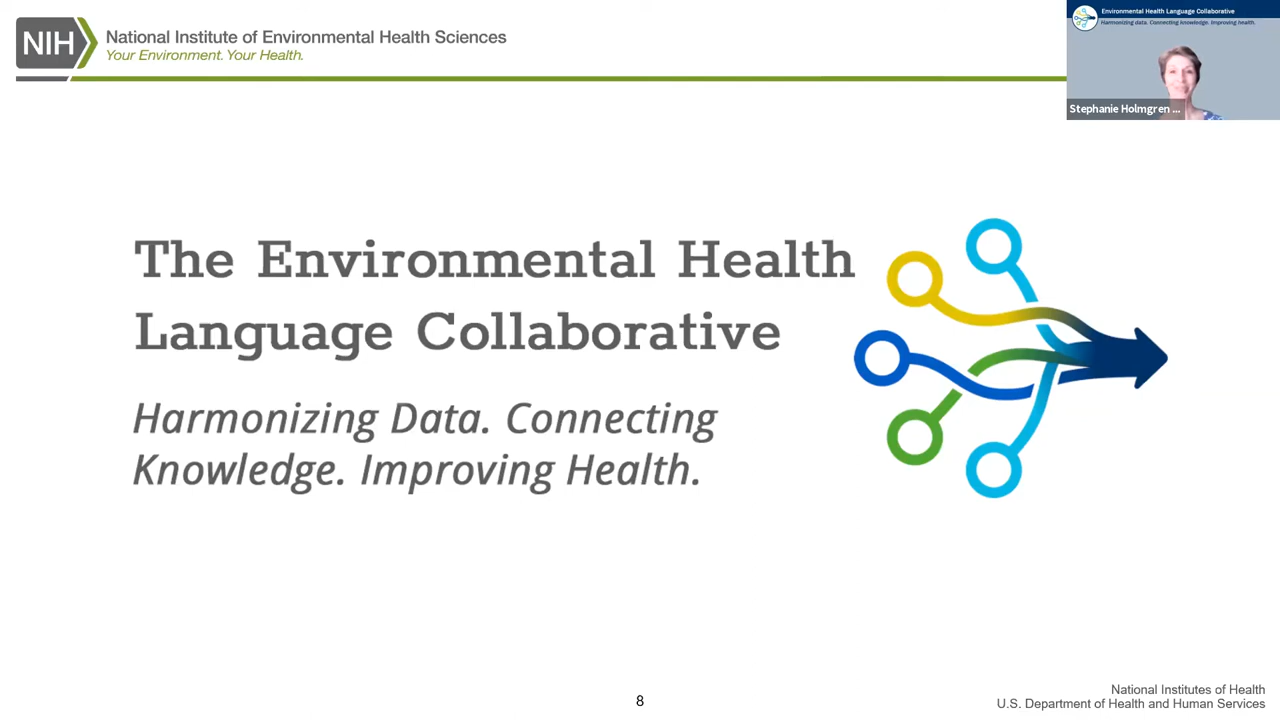 NIH
National Institute of Environmental Health Sciences
Your Environment. Your Health.
Environmental Health Language Collaborative
Harmonizing data. Connecting knowledge. Improving health.
Stephanie Holmgren ...
The Environmental Health
Language Collaborative
Harmonizing Data. Connecting
Knowledge. Improving Health.
8
National Institutes of Health
U.S. Department of Health and Human Services